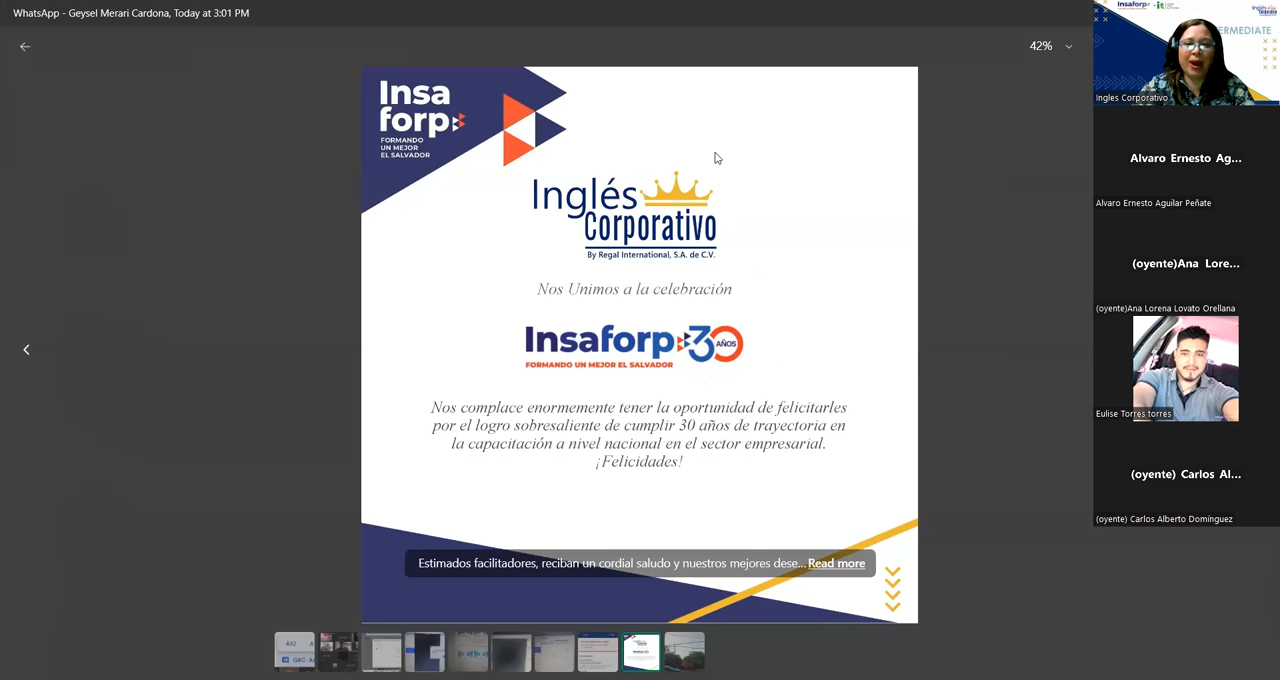 WhatsApp - Geysel Merari Cardona, Today at 3:01 PM
42%
Insa
forp
FORMANDO
UN MEJOR
EL SALVADOR
Inglés
Corporativo
By Regal International, S.A. de C.V.
Nos Unimos a la celebración
Insaforp 30 AÑOS
FORMANDO UN MEJOR EL SALVADOR
Nos complace enormemente tener la oportunidad de felicitarles
por el logro sobresaliente de cumplir 30 años de trayectoria en
la capacitación a nivel nacional en el sector empresarial.
¡Felicidades!
Estimados facilitadores, reciban un cordial saludo y nuestros mejores dese... Read more
A10
Insaforp
ERMEDIATE
Ingles Corporativo
Alvaro Ernesto Ag...
Alvaro Ernesto Aguilar Peñate
(oyente)Ana Lore...
(oyente)Ana Lorena Lovato Orellana
Eulise Torres torres
(oyente) Carlos Al...
(oyente) Carlos Alberto Domínguez